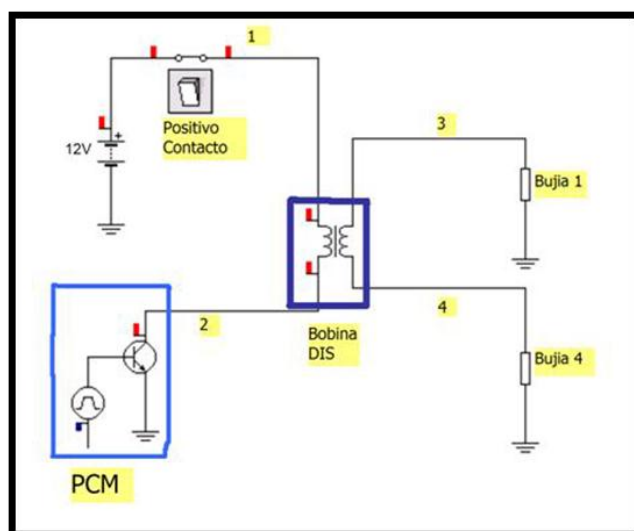 1
Positivo
Contacto
+
12V
3
Bujia 1
2
Bobina
DIS
4
Bujia 4
PCM